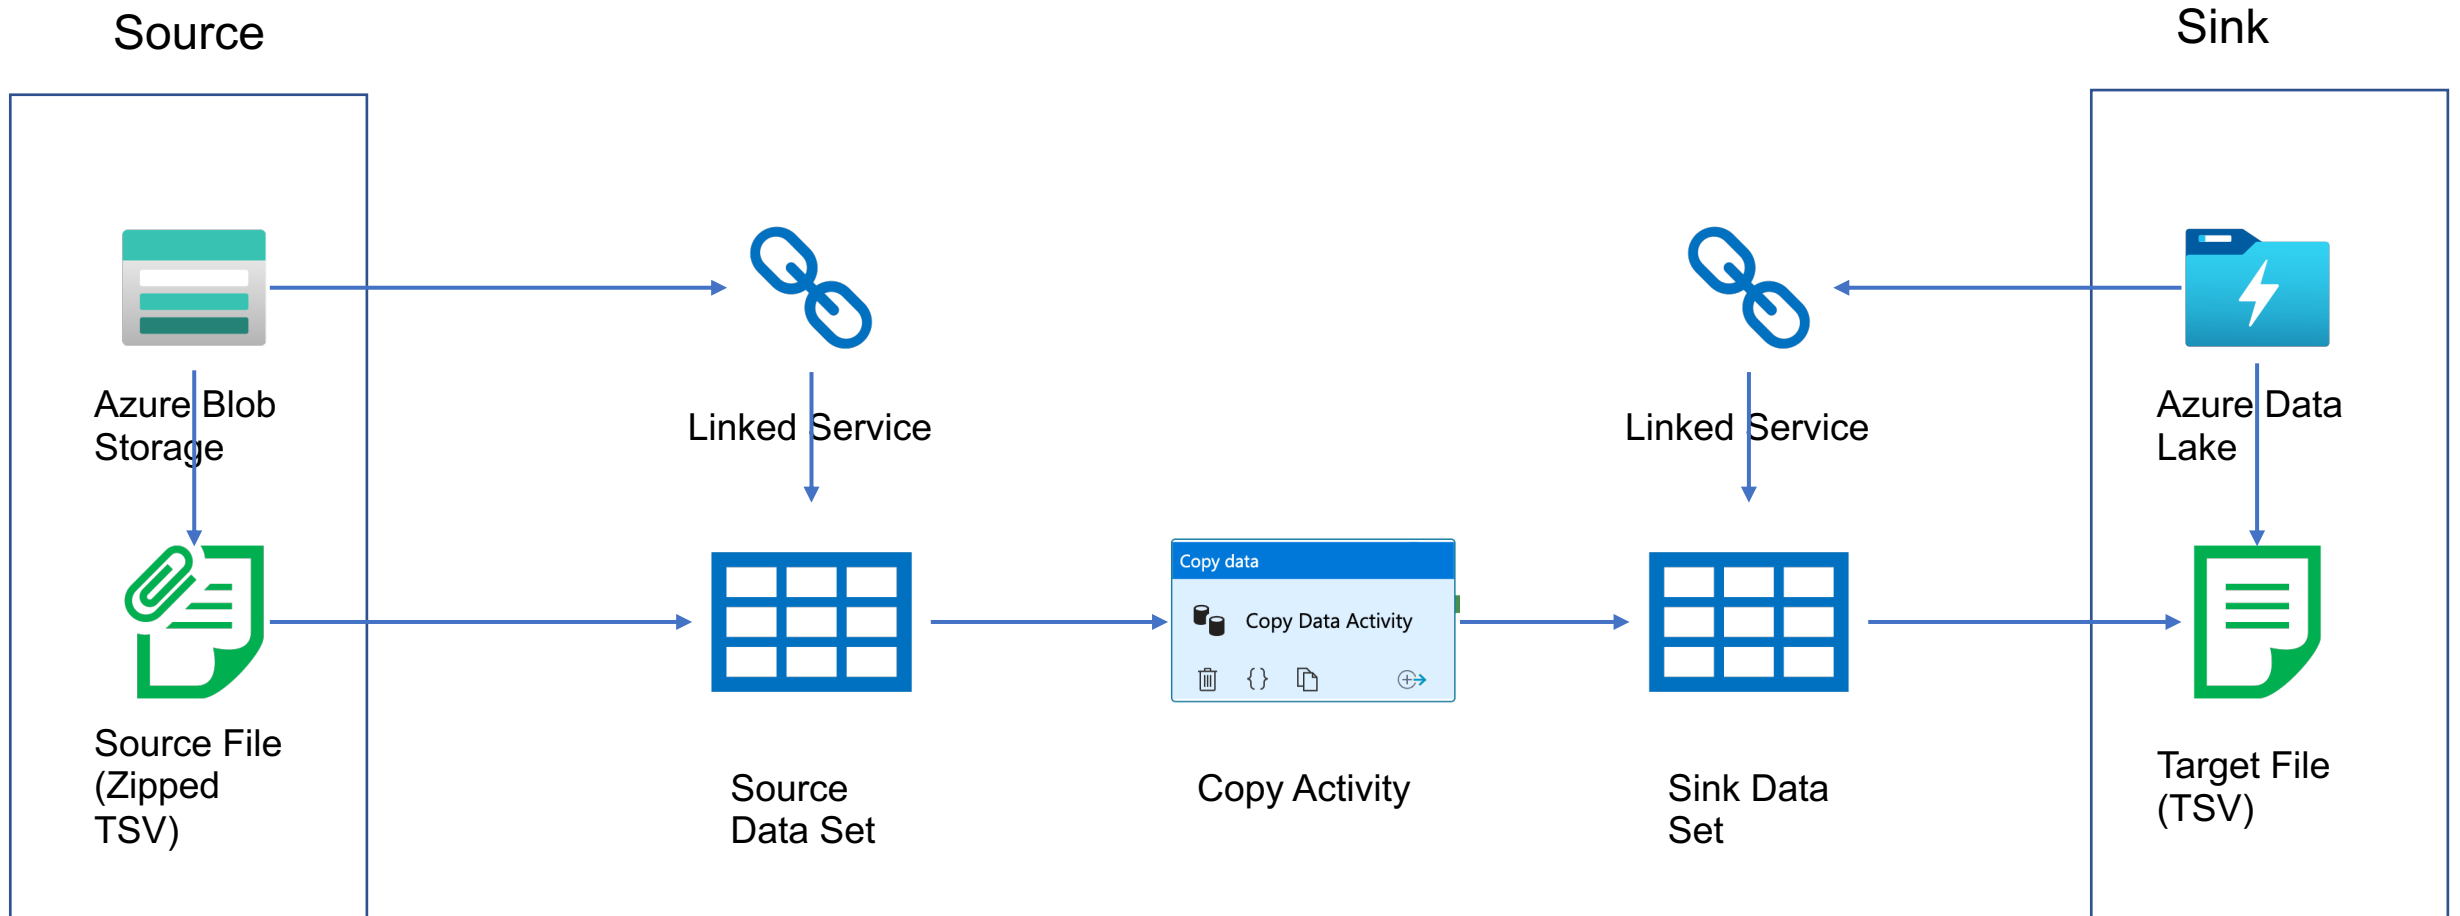 Source
Sink
Azure Blob
Storage
Linked Service
Linked Service
Azure Data
Lake
Copy data
Copy Data Activity
Source File
(Zipped
TSV)
Source
Data Set
Copy Activity
Sink Data
Set
Target File
(TSV)